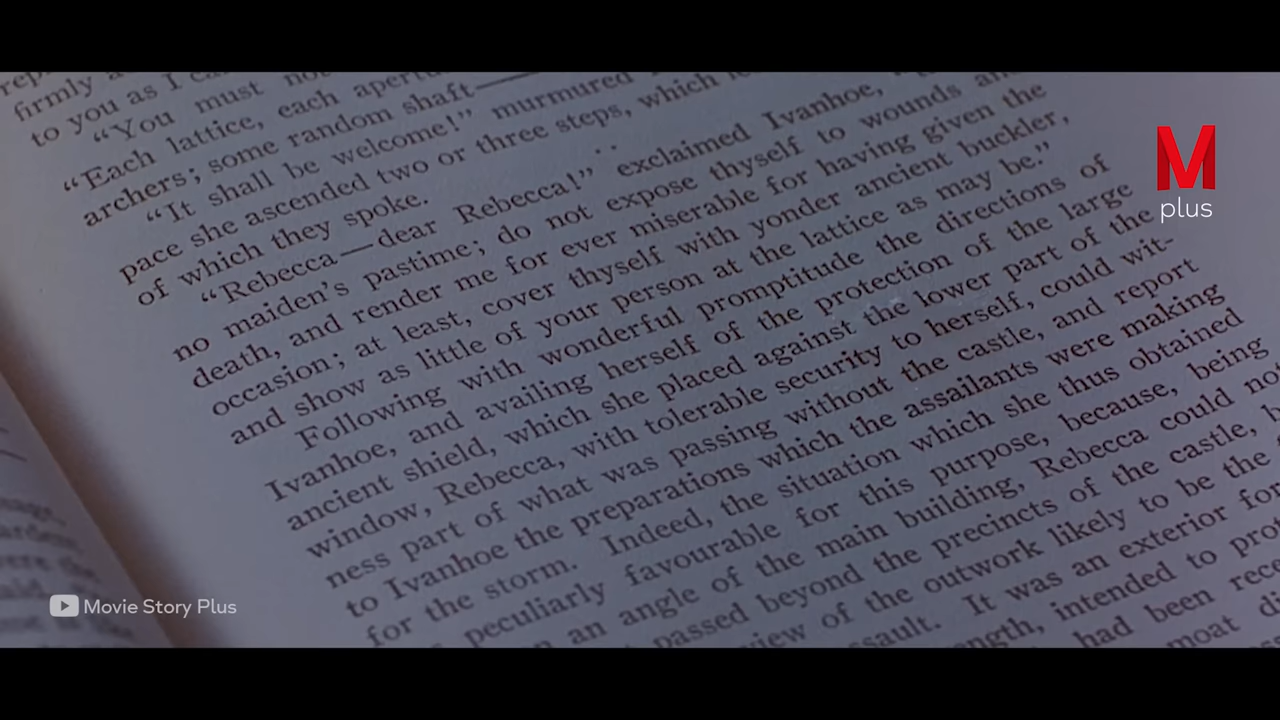 firmly
to you as I
"You must
"Each lattice, each
archers; some random shaft——
"It shall be welcome!" murmured
pace she ascended two or three steps, which
of which they spoke.
"Rebecca—dear Rebecca!" exclaimed Ivanhoe,
no maiden's pastime; do not expose thyself to wounds
death, and render me for ever miserable for having given the
occasion; at least, cover thyself with yonder ancient buckler,
and show as little of your person at the lattice as may be."
Following with wonderful promptitude the directions of
Ivanhoe, and availing herself of the protection of the large
ancient shield, which she placed against the lower part of the
window, Rebecca, with tolerable security to herself, could wit-
ness part of what was passing without the castle, and report
to Ivanhoe the preparations which the assailants were making
for the storm. Indeed, the situation which she thus obtained
peculiarly favourable for this purpose, because, being
an angle of the main building, Rebecca could
passed beyond the precincts of the castle,
view of the outwork likely to be the
It was an exterior
intended to
had been
moat
M
plus
Movie Story Plus